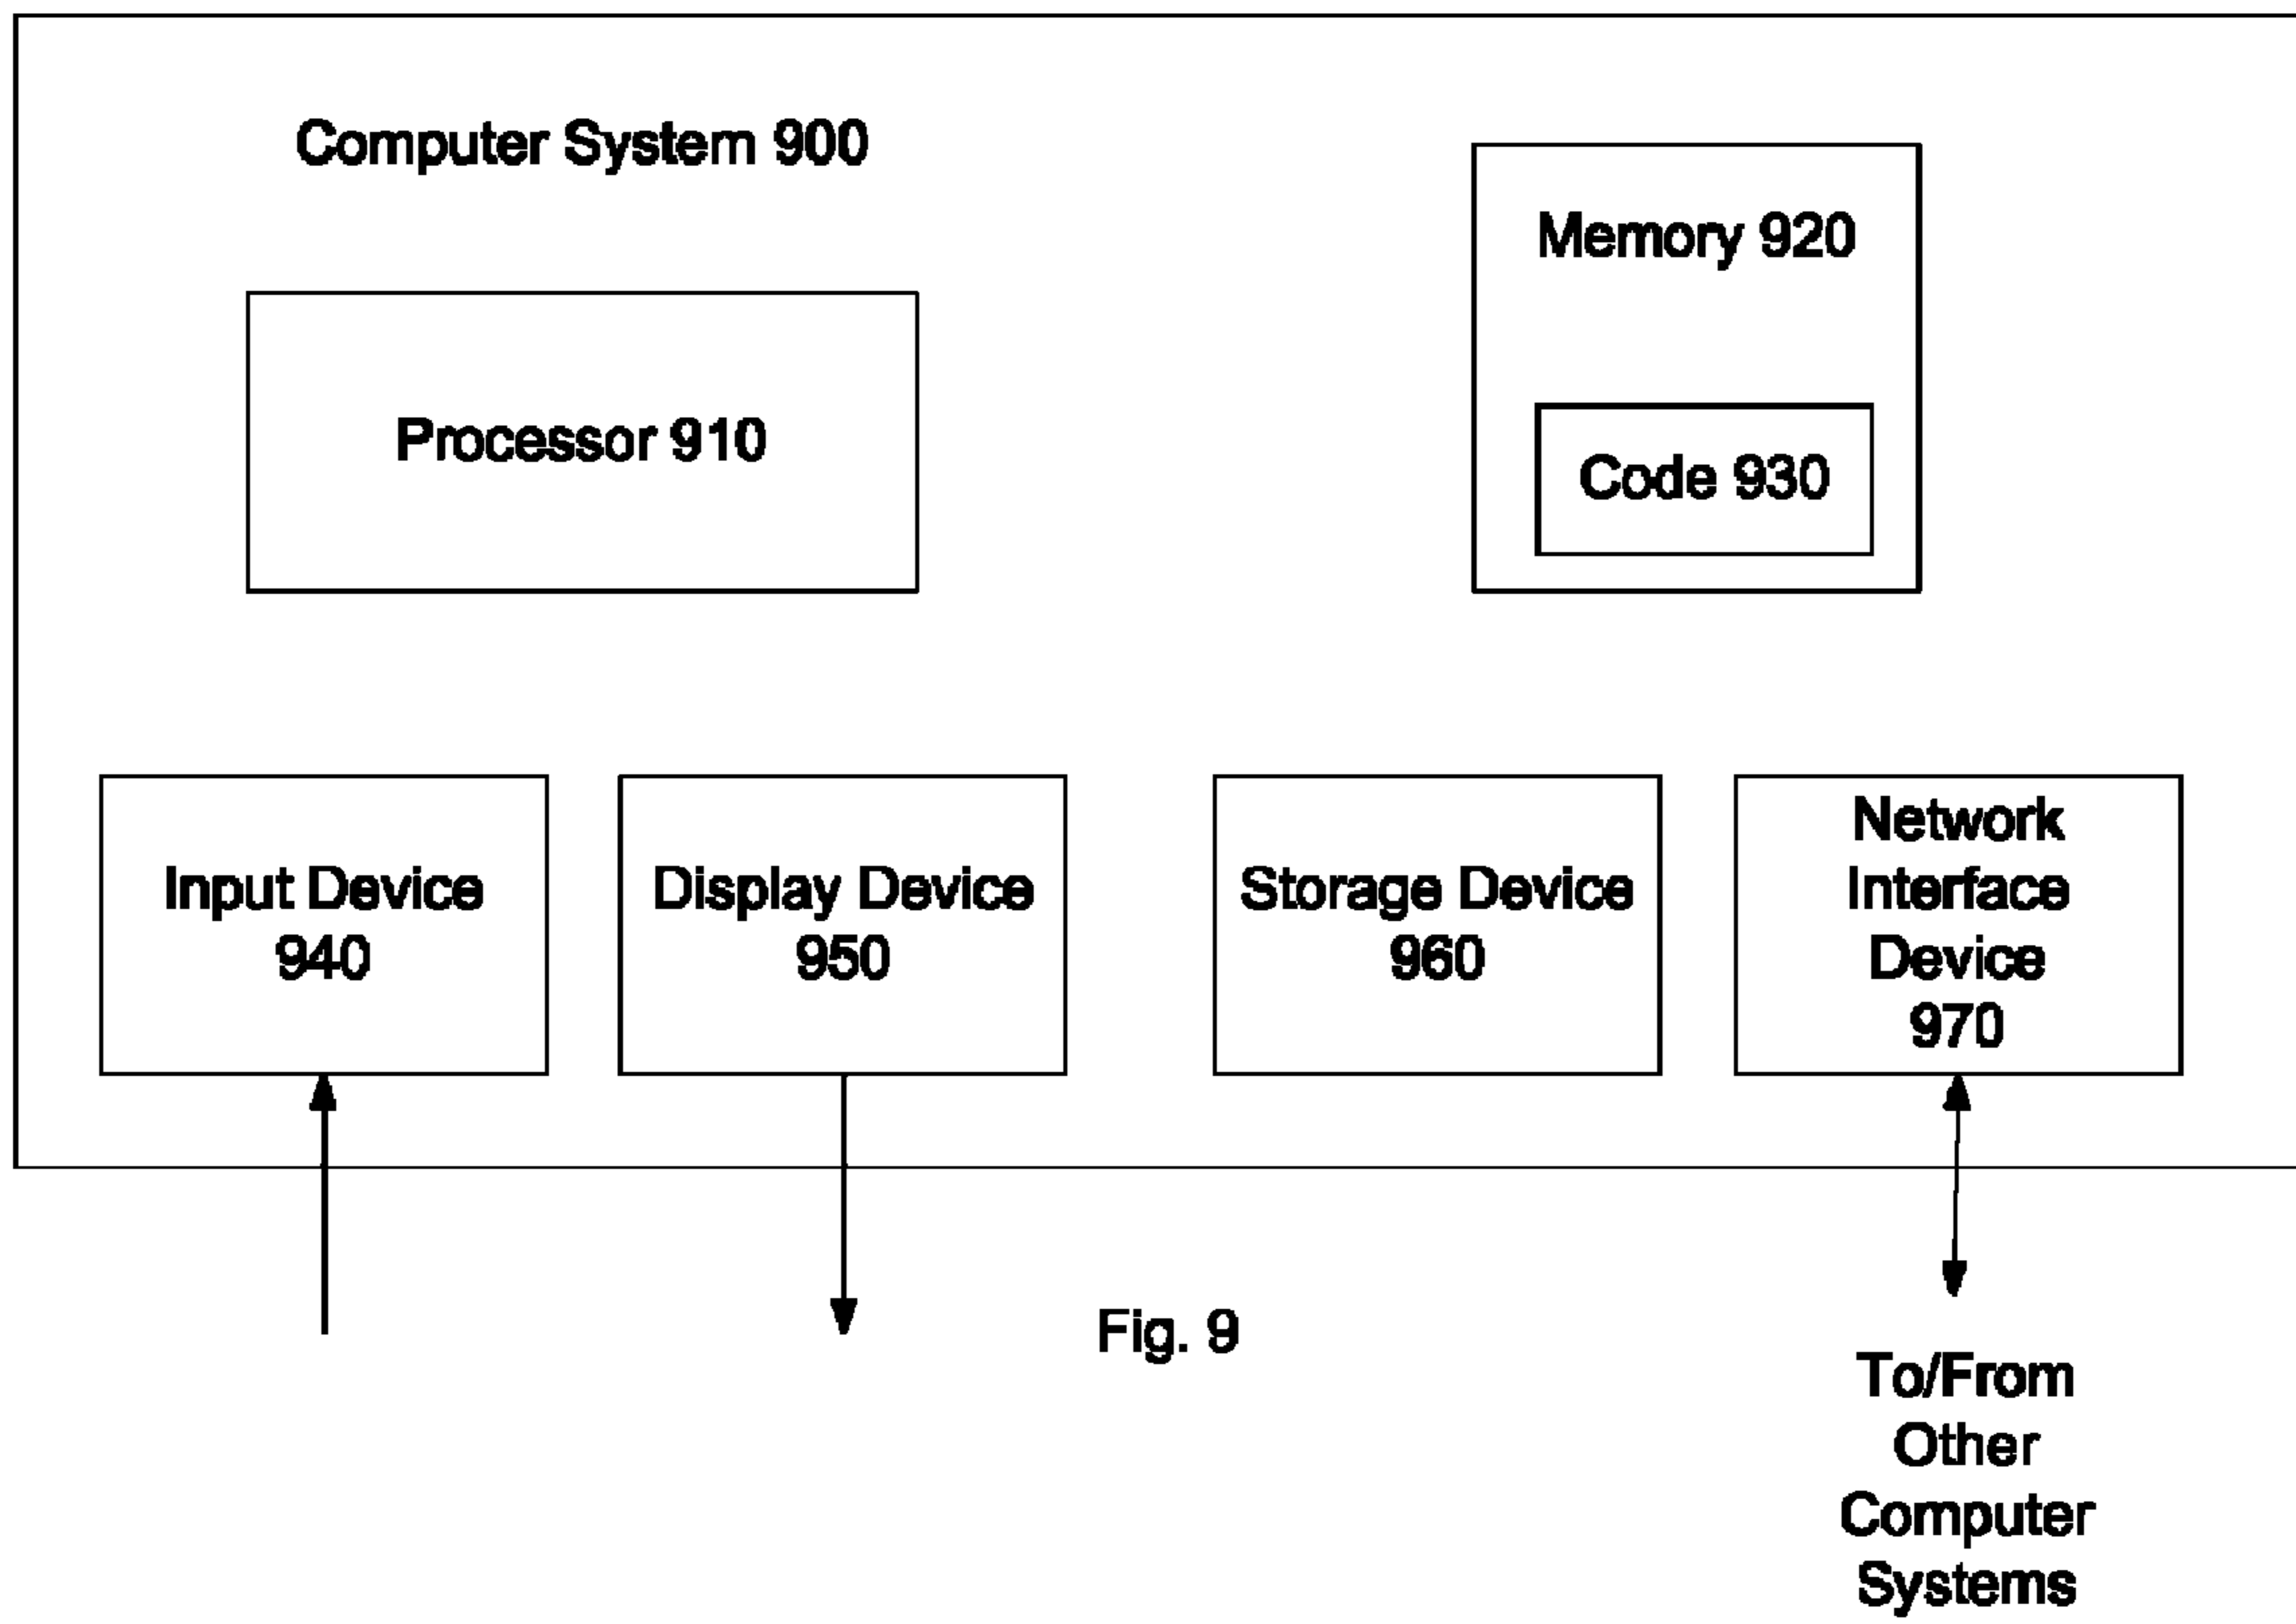 Computer System 900
Memory 920
Processor 910
Code 930
Input Device
940
Display Device
950
Storage Device
960
Network
Interface
Device
970
Fig. 9
To/From
Other
Computer
Systems